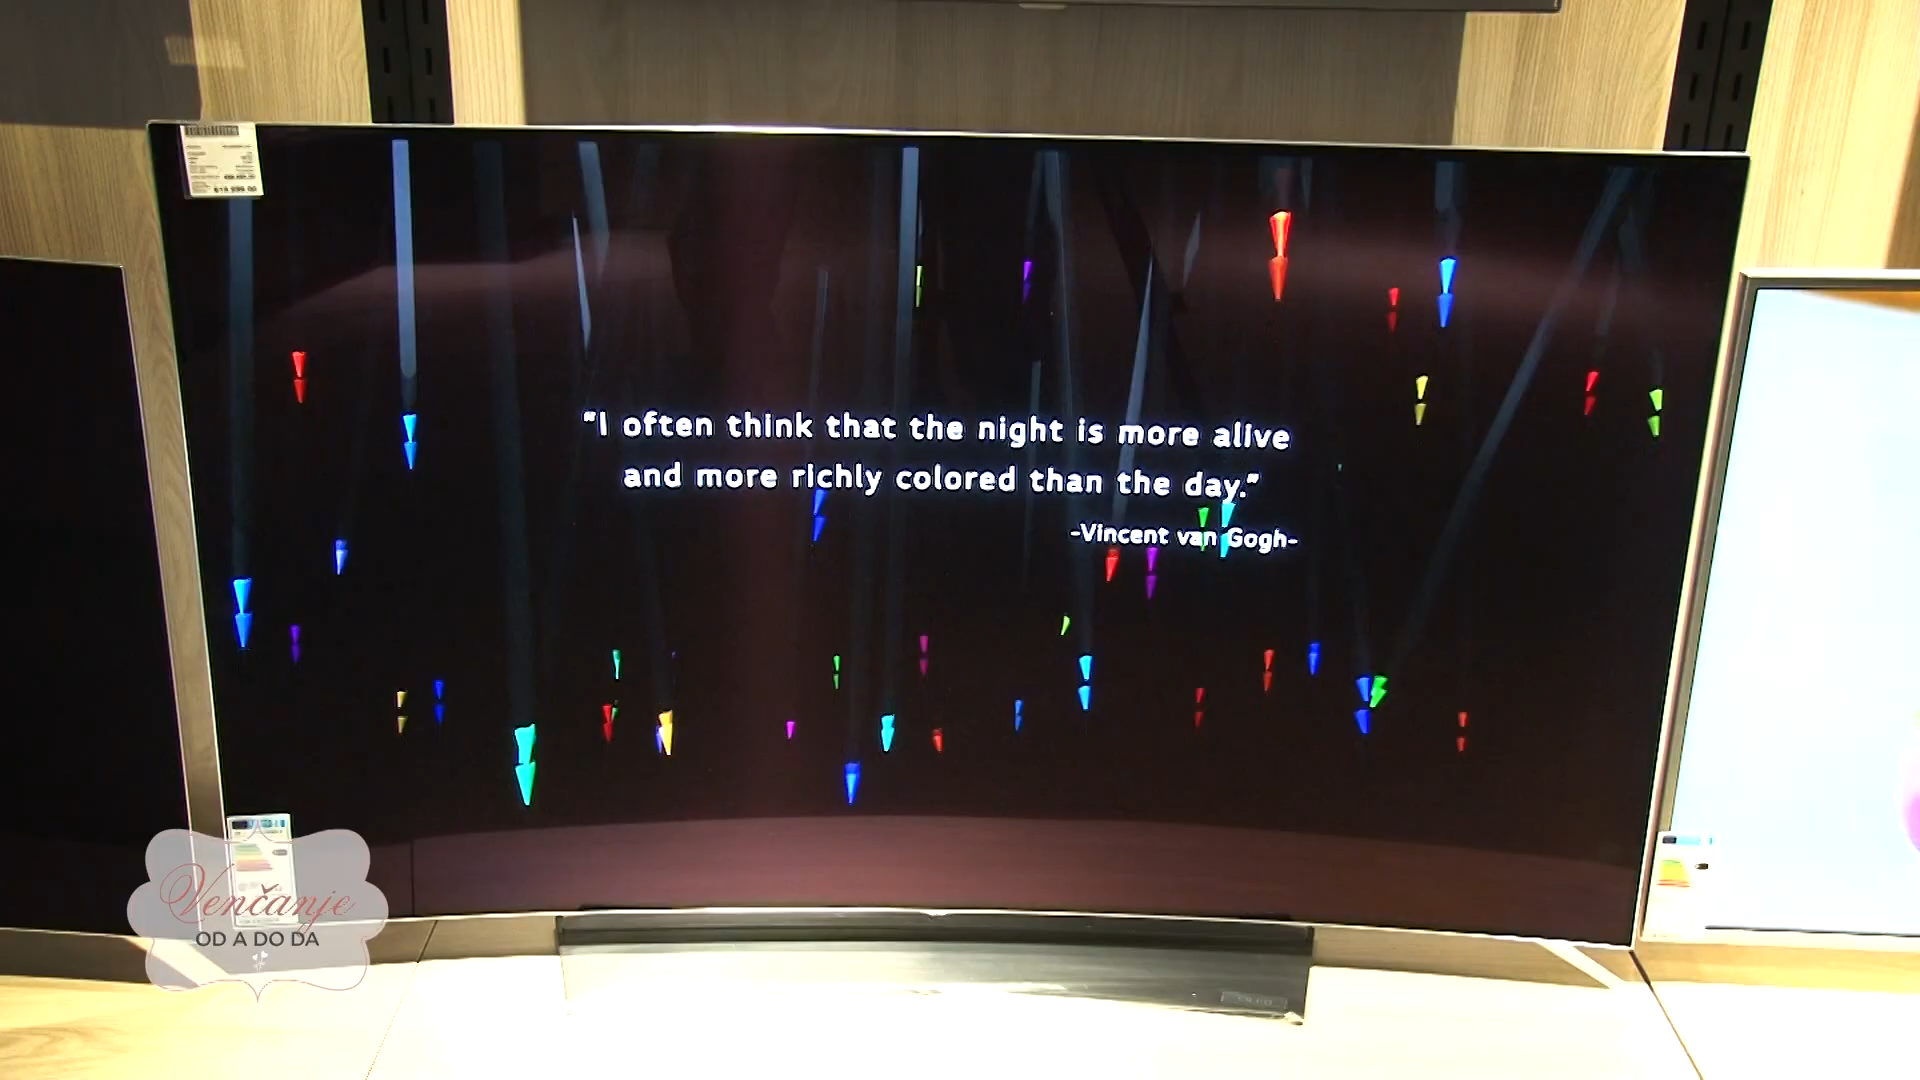 “I often think that the night is more alive
and more richly colored than the day.”
-Vincent van Gogh-
Venčanje
OD A DO DA